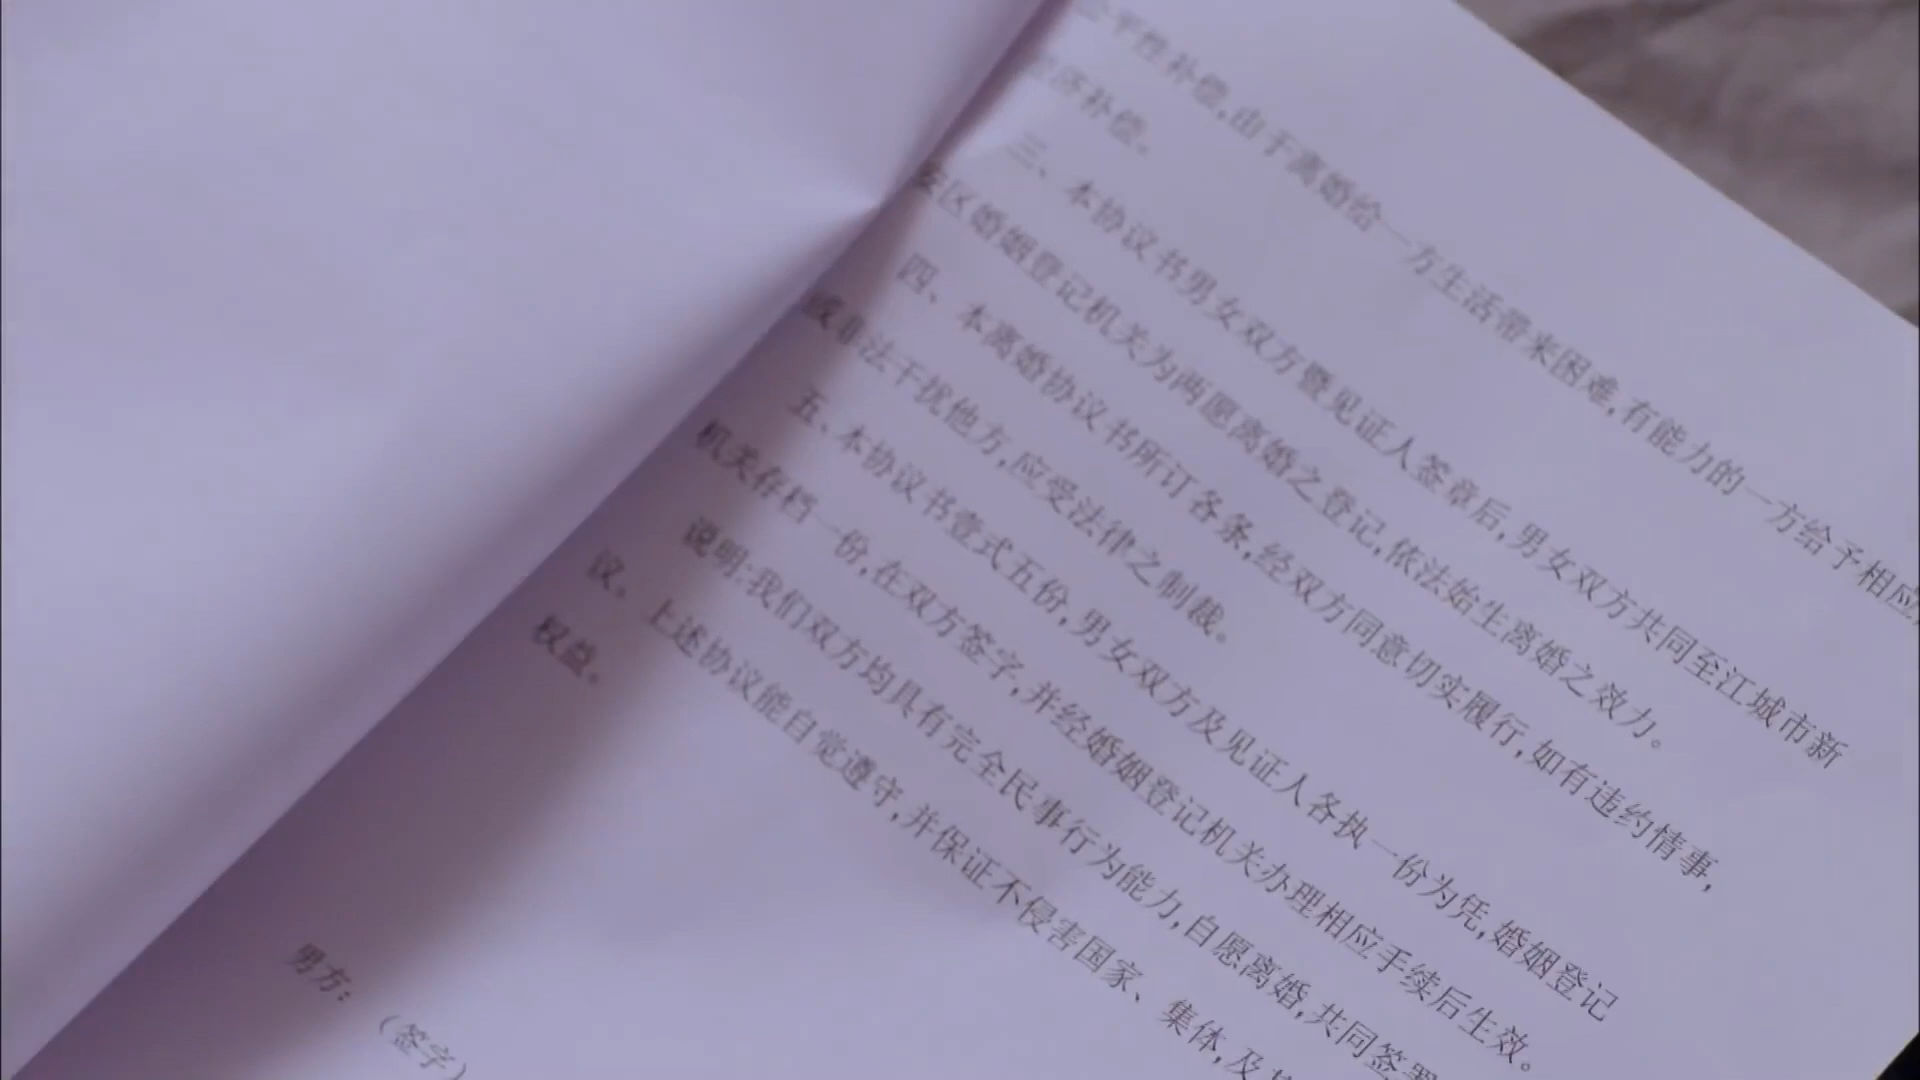 平性补偿,由于离婚给一方生活带来困难,有能力的一方给予相应
济补偿。
三、本协议书男女双方暨见证人签章后,男女双方共同至江城市新
区婚姻登记机关为两愿离婚之登记,依法始生离婚之效力。
四、本离婚协议书所订各条,经双方同意切实履行,如有违约情事,
或非法干扰他方,应受法律之制裁。
五、本协议书壹式五份,男女双方及见证人各执一份为凭,婚姻登记
机关存档一份,在双方签字,并经婚姻登记机关办理相应手续后生效。
说明:我们双方均具有完全民事行为能力,自愿离婚,共同签署
议。上述协议能自觉遵守,并保证不侵害国家、集体,及
权益。
男方: (签字)